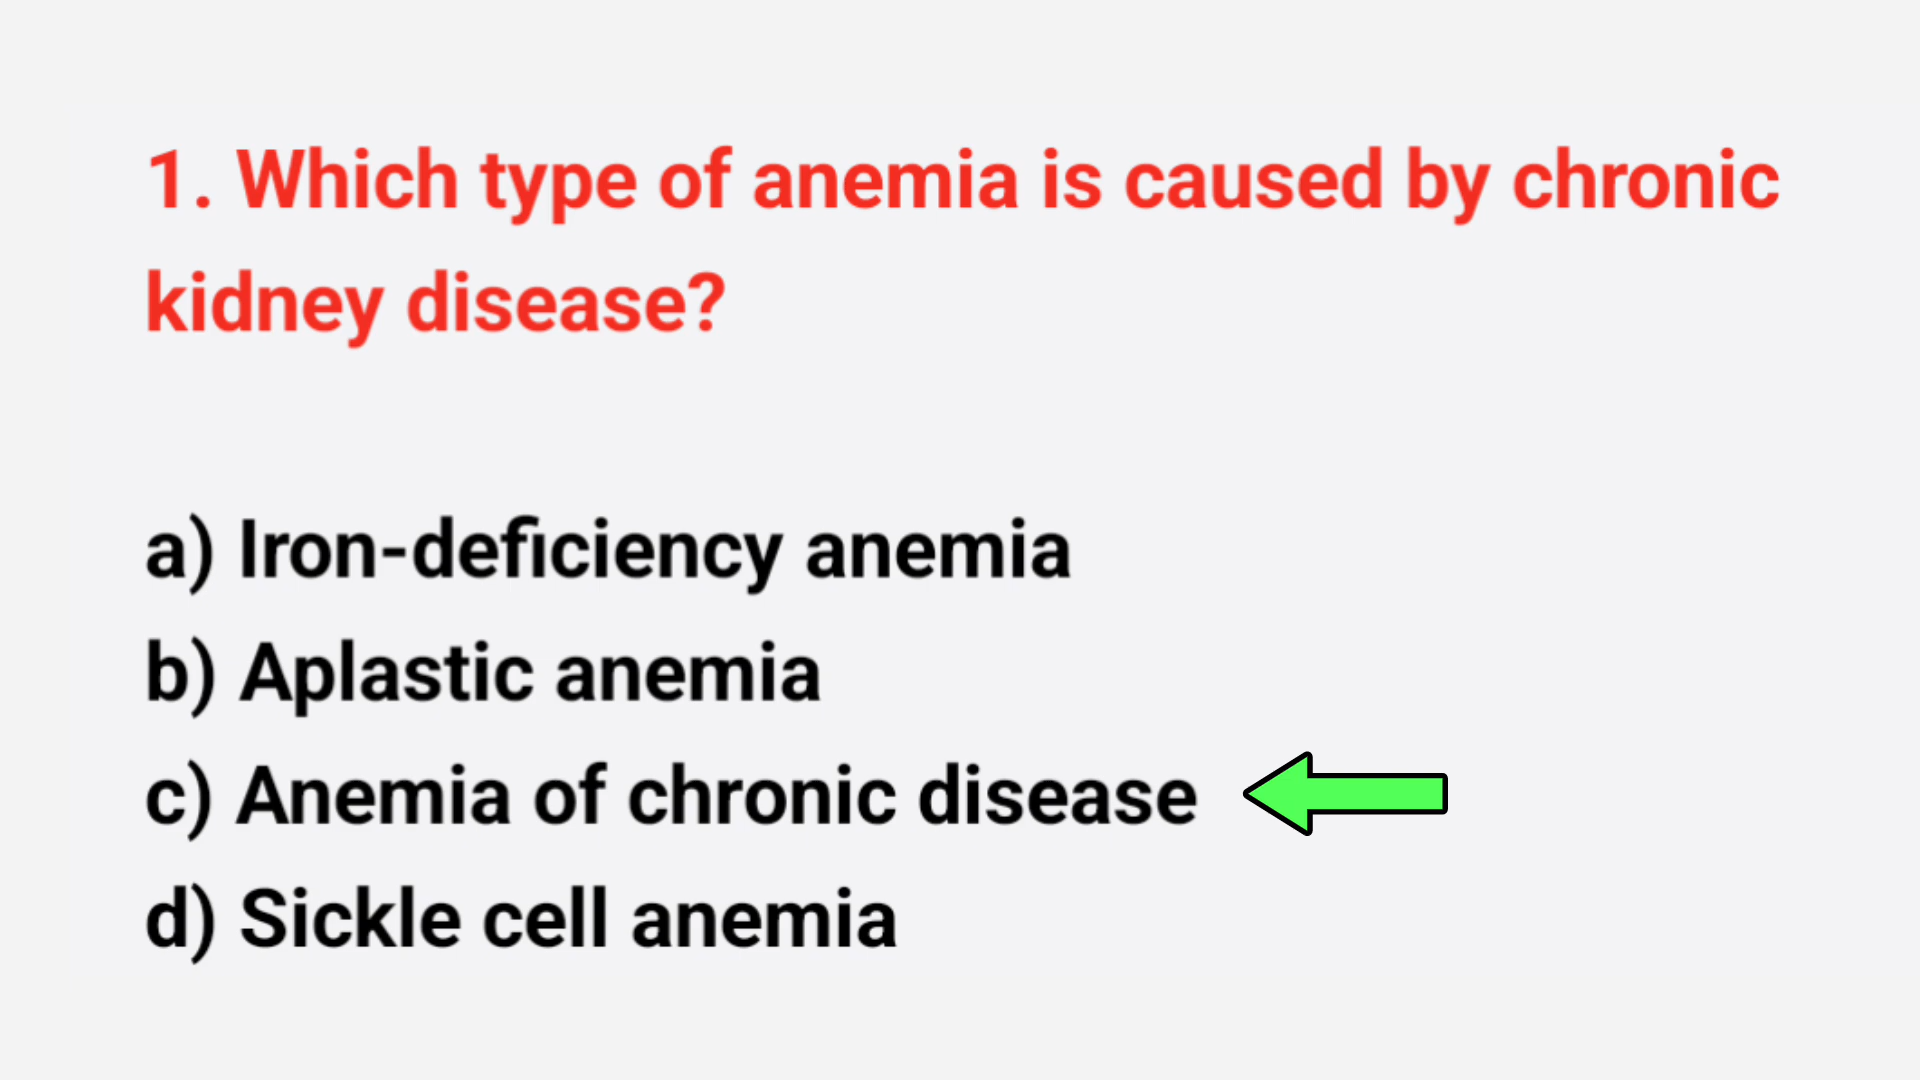 1. Which type of anemia is caused by chronic
kidney disease?
a) Iron-deficiency anemia
b) Aplastic anemia
c) Anemia of chronic disease
d) Sickle cell anemia